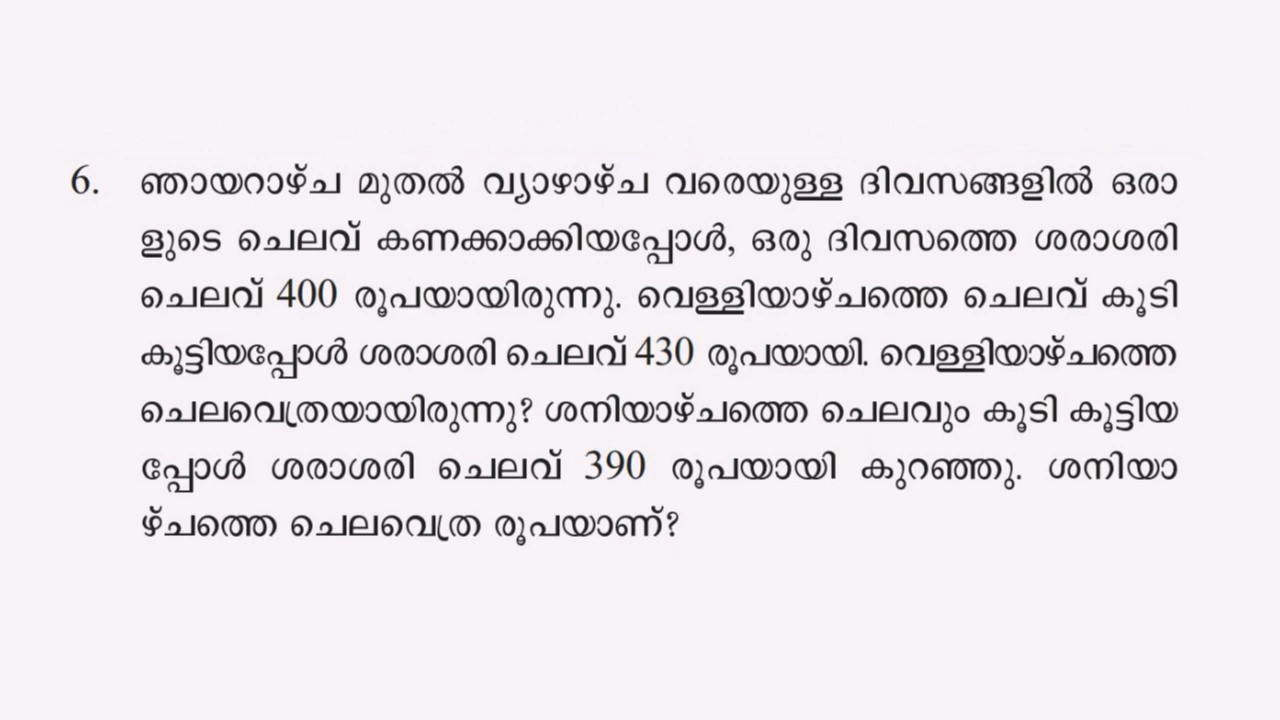 6. ഞായറാഴ്ച മുതൽ വ്യാഴാഴ്ച വരെയുള്ള ദിവസങ്ങളിൽ ഒരാ
ളുടെ ചെലവ് കണക്കാക്കിയപ്പോൾ, ഒരു ദിവസത്തെ ശരാശരി
ചെലവ് 400 രൂപയായിരുന്നു. വെള്ളിയാഴ്ചത്തെ ചെലവ് കൂടി
കൂട്ടിയപ്പോൾ ശരാശരി ചെലവ് 430 രൂപയായി. വെള്ളിയാഴ്ചത്തെ
ചെലവെത്രയായിരുന്നു? ശനിയാഴ്ചത്തെ ചെലവും കൂടി കൂട്ടിയ
പ്പോൾ ശരാശരി ചെലവ് 390 രൂപയായി കുറഞ്ഞു. ശനിയാ
ഴ്ചത്തെ ചെലവെത്ര രൂപയാണ്?